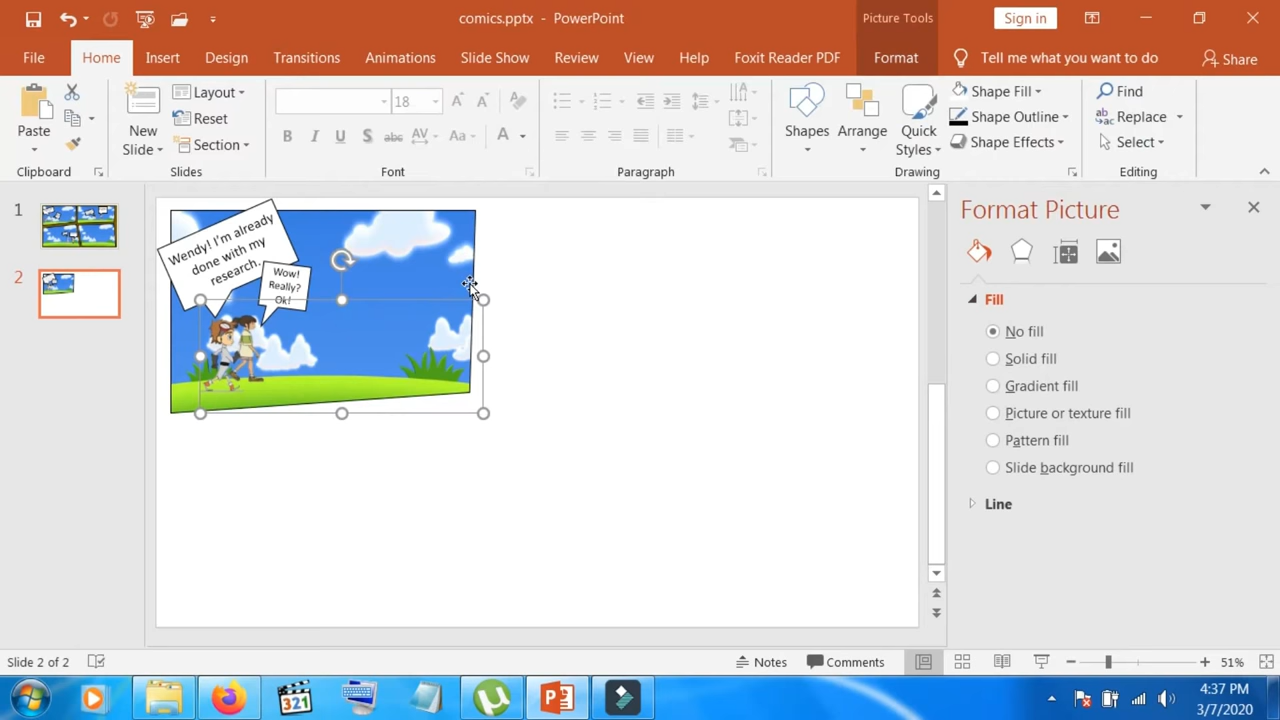 comics.pptx - PowerPoint
Picture Tools
Sign in
File
Home
Insert
Design
Transitions
Animations
Slide Show
Review
View
Help
Foxit Reader PDF
Format
Tell me what you want to do
Share
Paste
Clipboard
New
Slide
Layout
Reset
Section
Slides
18
B I U S abc AV Aa A
Font
Paragraph
Shapes
Arrange
Quick
Styles
Shape Fill
Shape Outline
Shape Effects
Drawing
Find
Replace
Select
Editing
1
2
Wendy! I'm already
done with my
research.
Wow!
Really?
Ok!
Format Picture
Fill
No fill
Solid fill
Gradient fill
Picture or texture fill
Pattern fill
Slide background fill
Line
Slide 2 of 2
Notes
Comments
51%
321
4:37 PM
3/7/2020